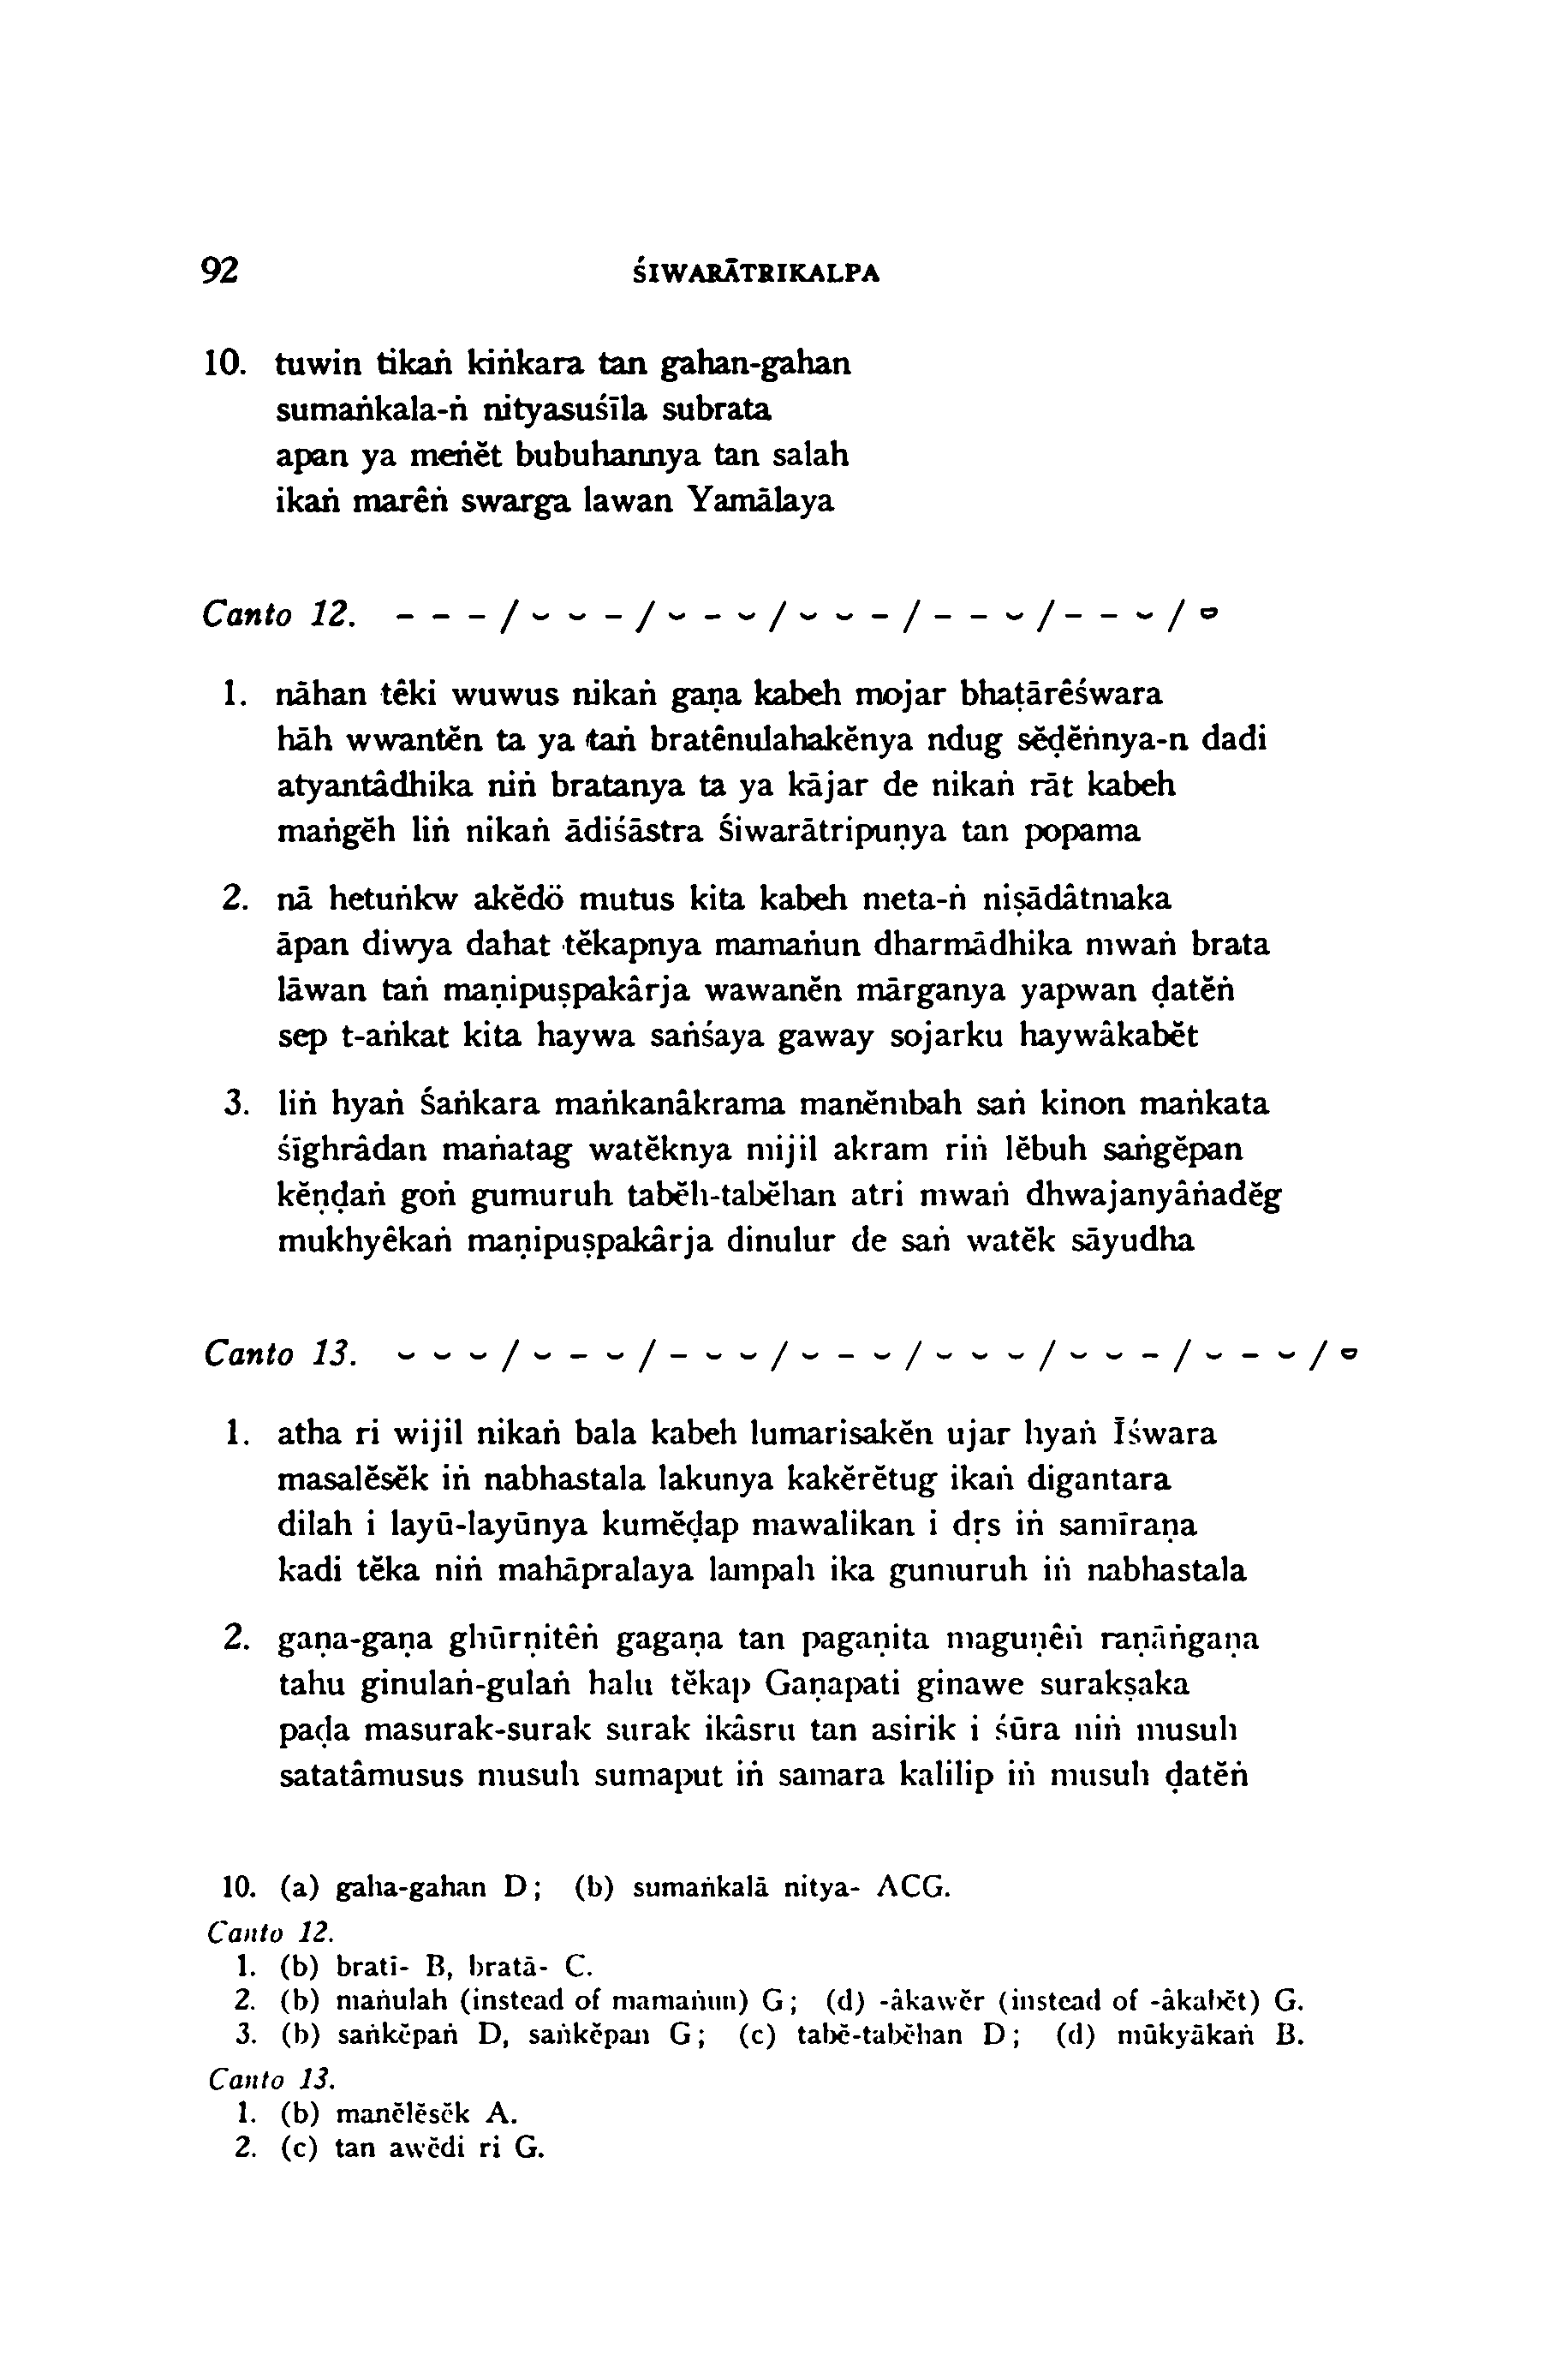 92 ŚIWARĀTRIKALPA
10. tuwin tikaṅ kiṅkara tan gahan-gahan
sumaṅkala-ṅ nityasuśīla subrata
apan ya meṅĕt bubuhannya tan salah
ikaṅ marêṅ swarga lawan Yamālaya
Canto 12. - - - / ⏑ ⏑ - / ⏑ - ⏑ / ⏑ ⏑ - / - - ⏑ / - - ⏑ / ⏓
1. nāhan têki wuwus nikaṅ gaṇa kabeh mojar bhaṭārêśwara
hāh wwantĕn ta ya taṅ bratênulahakĕnya ndug sĕḍĕṅnya-n dadi
atyantâdhika niṅ bratanya ta ya kājar de nikaṅ rāt kabeh
maṅgĕh liṅ nikaṅ ādiśāstra Śiwarātripuṇya tan popama
2. nā hetuṅkw akĕdö mutus kita kabeh meta-ṅ niṣādâtmaka
āpan diwya dahat tĕkapnya mamaṅun dharmādhika mwaṅ brata
lāwan taṅ maṇipuṣpakârja wawanĕn mārganya yapwan ḍatĕṅ
sep t-aṅkat kita haywa saṅśaya gaway sojarku haywâkabĕt
3. liṅ hyaṅ Śaṅkara maṅkanâkrama manĕmbah saṅ kinon maṅkata
śīghrâdan maṅatag watĕknya mijil akram riṅ lĕbuh saṅgĕpan
kĕṇḍaṅ goṅ gumuruh tabĕh-tabĕhan atri mwaṅ dhwajanyâṅadĕg
mukhyêkaṅ maṇipuṣpakârja dinulur de saṅ watĕk sāyudha
Canto 13. ⏑ ⏑ ⏑ / ⏑ - ⏑ / - ⏑ ⏑ / ⏑ - ⏑ / ⏑ ⏑ ⏑ / ⏑ ⏑ - / ⏑ - ⏑ / ⏓
1. atha ri wijil nikaṅ bala kabeh lumarisakĕn ujar hyaṅ Īśwara
masalĕsĕk iṅ nabhastala lakunya kakĕrĕtug ikaṅ digantara
dilah i layū-layūnya kumĕḍap mawalikan i dṛs iṅ samīraṇa
kadi tĕka niṅ mahāpralaya lampah ika gumuruh iṅ nabhastala
2. gaṇa-gaṇa ghūrṇitêṅ gagaṇa tan pagaṇita maguṇêṅ raṇāṅgaṇa
tahu ginulaṅ-gulaṅ halu tĕkap Gaṇapati ginawe surakṣaka
paḍa masurak-surak surak ikâsru tan asirik i śūra niṅ musuh
satatâmusus musuh sumaput iṅ samara kalilip iṅ musuh ḍatĕṅ
10. (a) gaha-gahan D; (b) sumaṅkalā nitya- ACG.
Canto 12.
1. (b) brati- B, bratā- C.
2. (b) maṅulah (instead of mamaṅun) G; (d) -âkawĕr (instead of -âkabĕt) G.
3. (b) saṅkĕpaṅ D, saṅkĕpan G; (c) tabĕ-tabĕhan D; (d) mūkyākaṅ B.
Canto 13.
1. (b) manĕlĕsĕk A.
2. (c) tan awĕdi ri G.